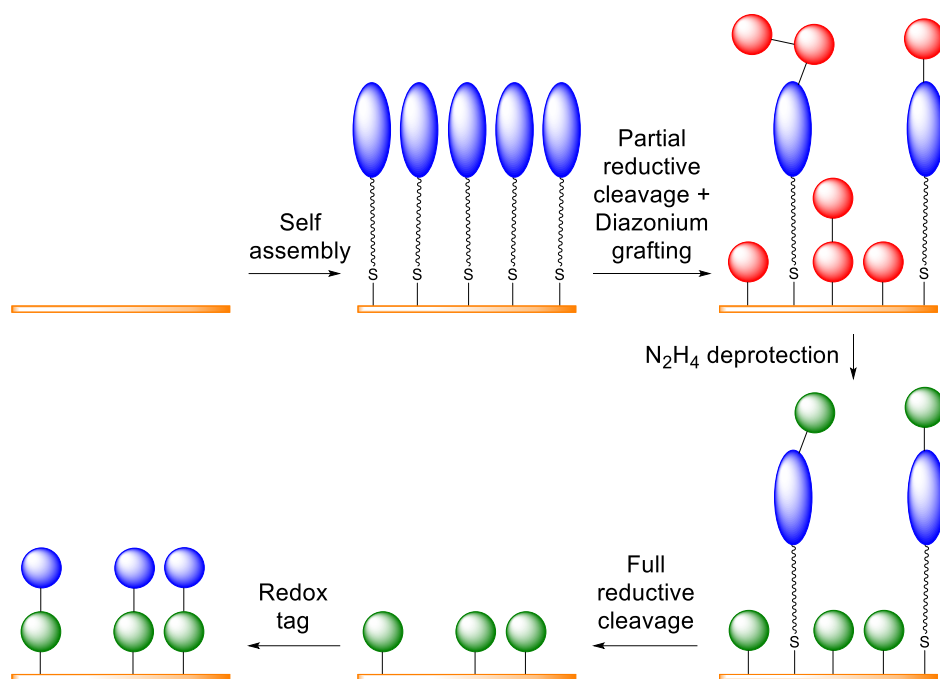 Self
assembly
S
S
S
S
S
Partial
reductive
cleavage +
Diazonium
grafting
S
S
N₂H₄ deprotection
S
S
Full
reductive
cleavage
Redox
tag